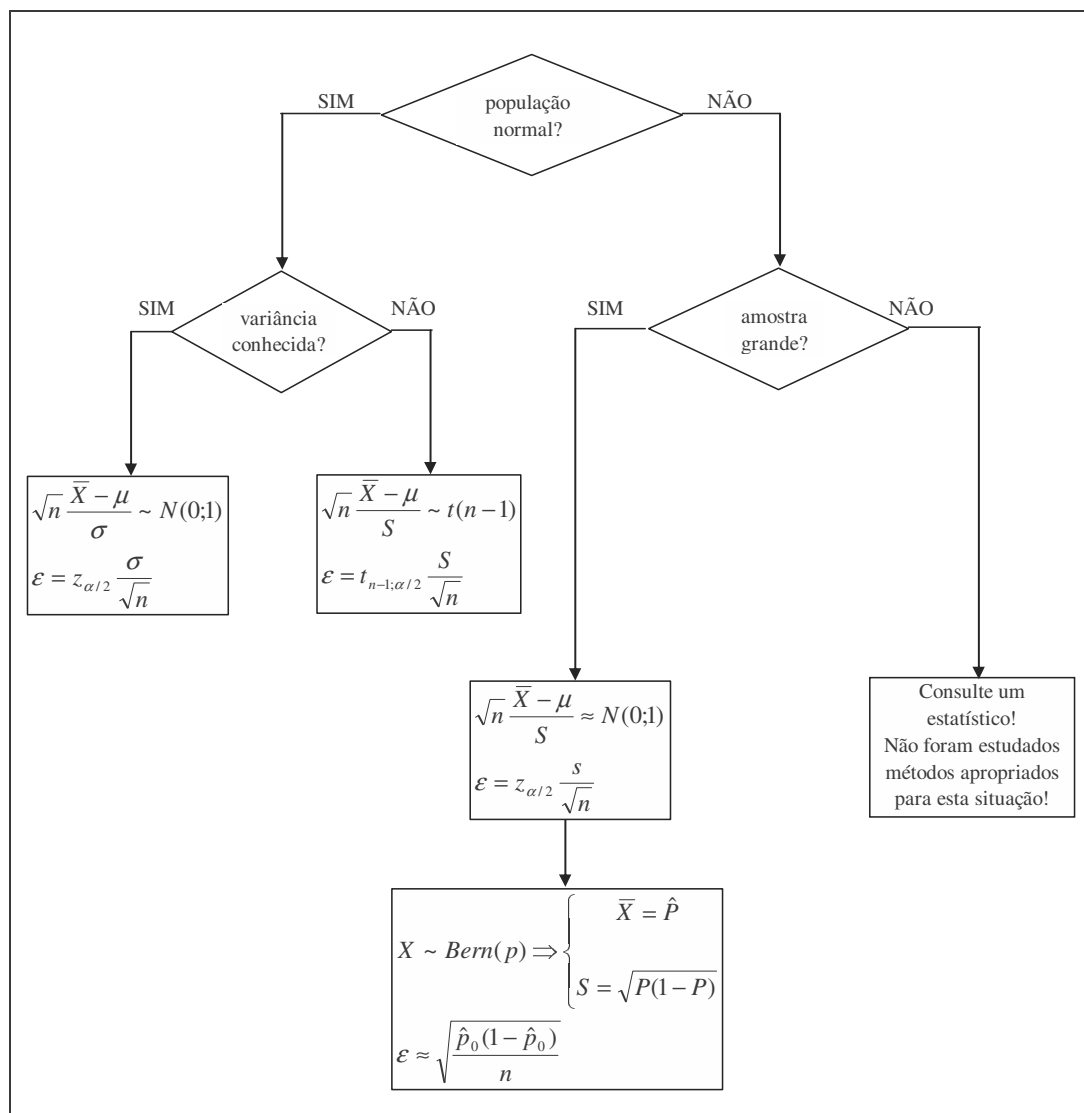 população
normal?
SIM
NÃO
variância
conhecida?
SIM
NÃO
amostra
grande?
SIM
NÃO
√n (X̄ − μ)/σ ~ N(0;1)
ε = z_{α/2} σ/√n
√n (X̄ − μ)/S ~ t(n − 1)
ε = t_{n−1;α/2} S/√n
√n (X̄ − μ)/S ≈ N(0;1)
ε = z_{α/2} s/√n
Consulte um
estatístico!
Não foram estudados
métodos apropriados
para esta situação!
X ~ Bern(p) ⇒ { X̄ = P̂
S = √(P(1 − P))
ε ≈ √(p̂₀(1 − p̂₀)/n)